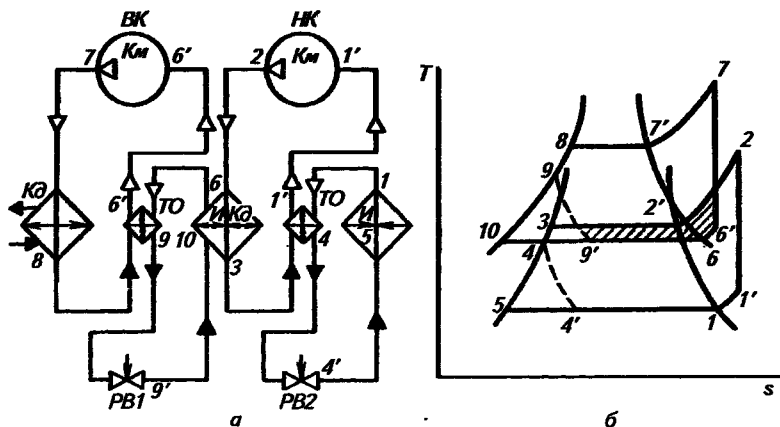 ВК НК
7 Км 6' 2 Км 1'
Кд 6' ТО 6 1' ТО 1
И Кд И
8 9 10 3 4 5
РВ1 9' РВ2 4'
а
T
7
8 7' 2
9
3 2'
10 4 9' 6 6'
5 4' 1 1'
s
б